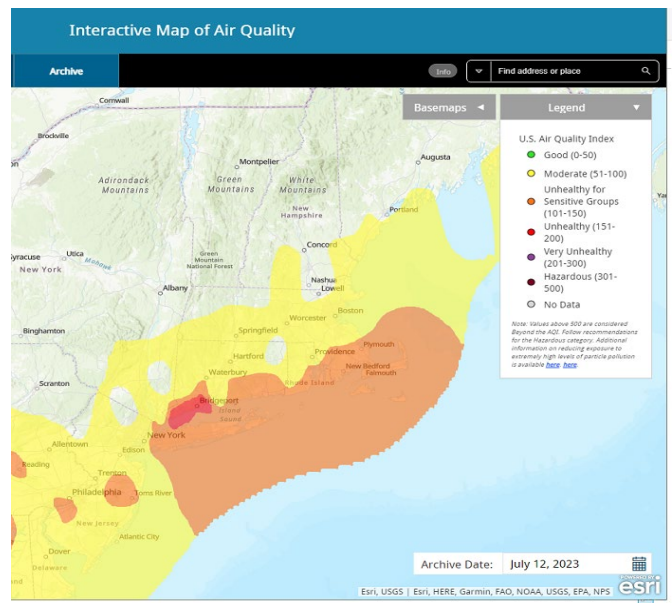 Interactive Map of Air Quality
Archive
Info
Find address or place
Basemaps
Legend
U.S. Air Quality Index
Good (0-50)
Moderate (51-100)
Unhealthy for
Sensitive Groups
(101-150)
Unhealthy (151-
200)
Very Unhealthy
(201-300)
Hazardous (301-
500)
No Data
Note: Values above 500 are considered
Beyond the AQI. Follow recommendations
for the Hazardous category. Additional
information on reducing exposure to
extremely high levels of particle pollution
is available here. here.
Cornwall
Brockville
Adirondack
Mountains
Montpelier
Green
Mountains
White
Mountains
Augusta
New
Hampshire
Portland
Concord
Utica
New York
Mohawk
Green
Mountain
National Forest
Nashua
Lowell
Albany
Boston
Worcester
Binghamton
Springfield
Plymouth
Providence
Hartford
New Bedford
Falmouth
Waterbury
Rhode Island
Scranton
Bridgeport
Island
Sound
New York
Allentown
Edison
Reading
Trenton
Philadelphia
Toms River
New Jersey
Atlantic City
Dover
Delaware
Archive Date: July 12, 2023
POWERED BY
esri
Esri, USGS | Esri, HERE, Garmin, FAO, NOAA, USGS, EPA, NPS